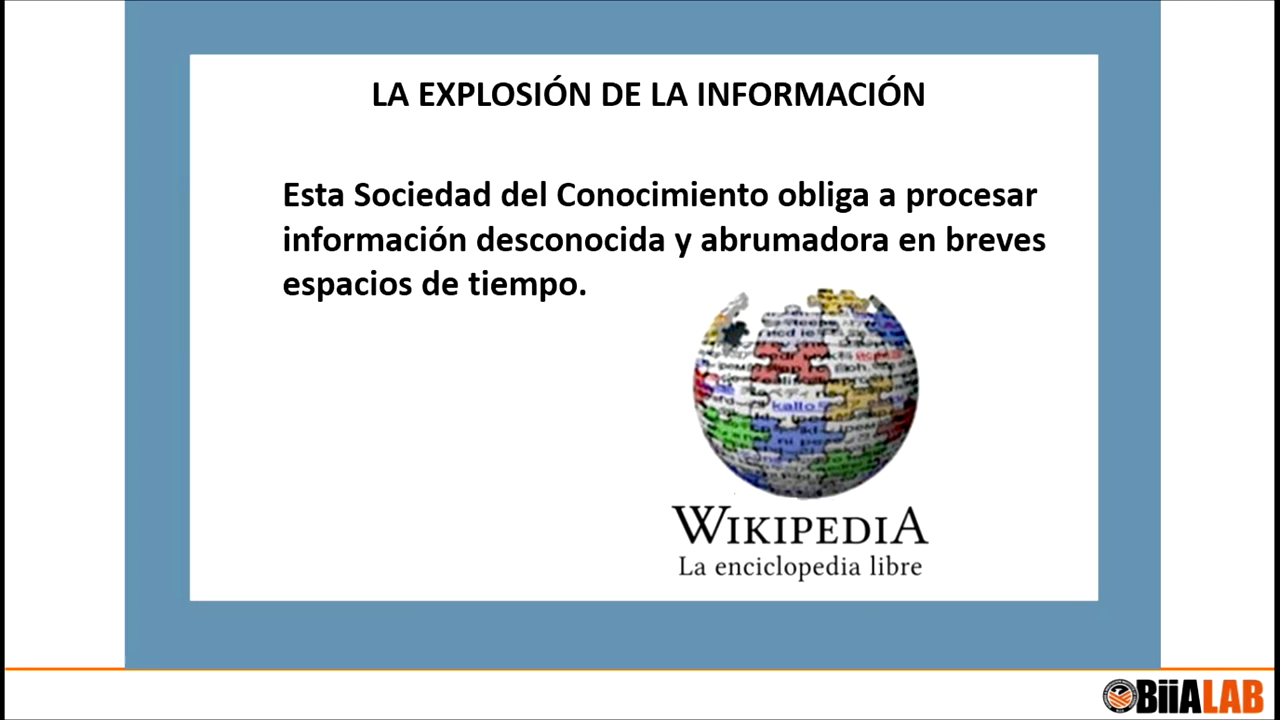 LA EXPLOSIÓN DE LA INFORMACIÓN
Esta Sociedad del Conocimiento obliga a procesar
información desconocida y abrumadora en breves
espacios de tiempo.
kallo
WIKIPEDIA
La enciclopedia libre
BiiALAB